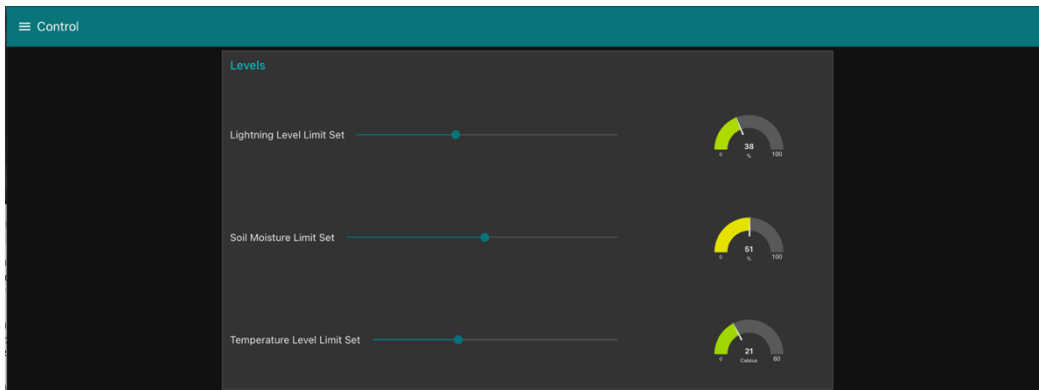 Control
Levels
Lightning Level Limit Set
38
%
0 100
Soil Moisture Limit Set
51
%
0 100
Temperature Level Limit Set
21
Celsius
0 60